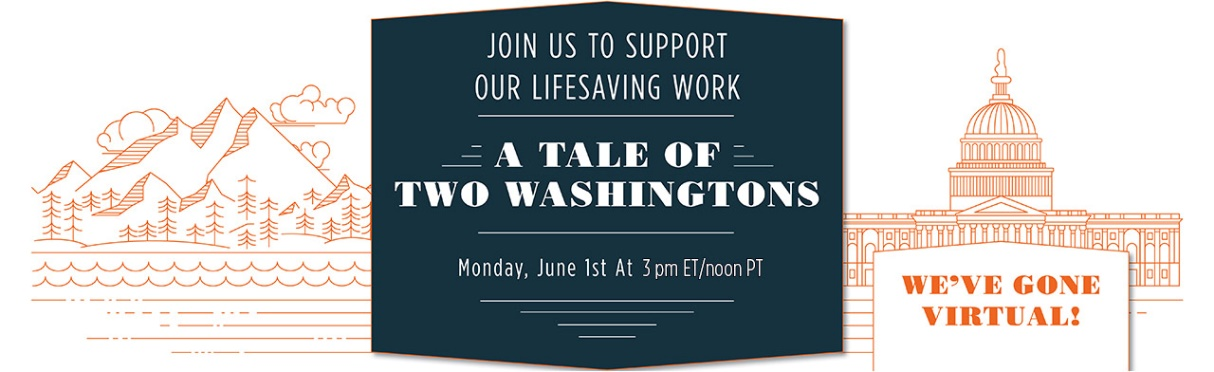 JOIN US TO SUPPORT
OUR LIFESAVING WORK
A TALE OF
TWO WASHINGTONS
Monday, June 1st At 3 pm ET/noon PT
WE'VE GONE
VIRTUAL!